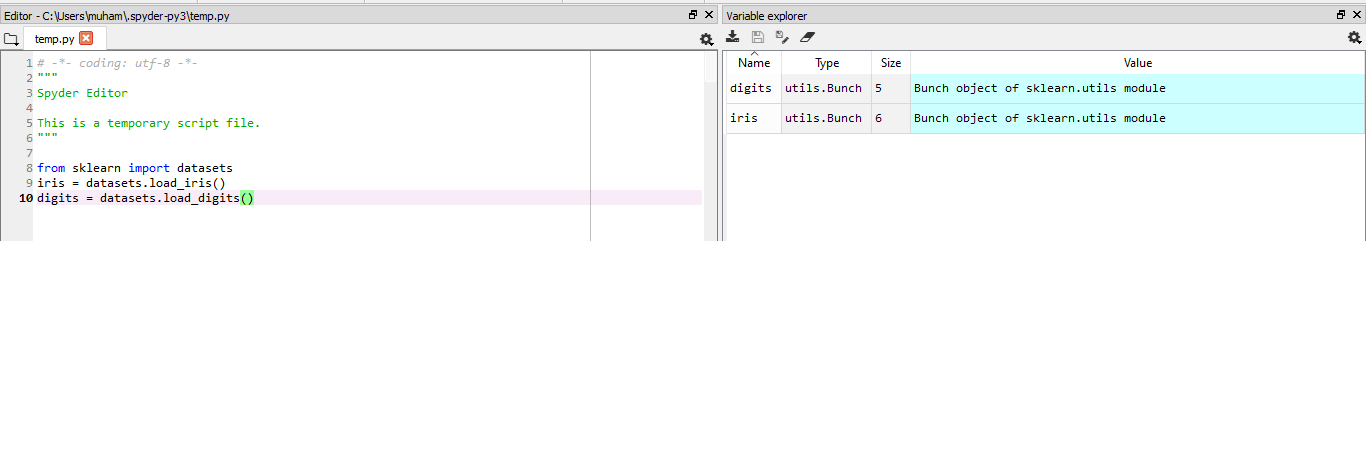 Editor - C:\Users\muham\.spyder-py3\temp.py
temp.py
1 # -*- coding: utf-8 -*-
2 """
3 Spyder Editor
4
5 This is a temporary script file.
6 """
7
8 from sklearn import datasets
9 iris = datasets.load_iris()
10 digits = datasets.load_digits()
Variable explorer
Name Type Size Value
digits utils.Bunch 5 Bunch object of sklearn.utils module
iris utils.Bunch 6 Bunch object of sklearn.utils module